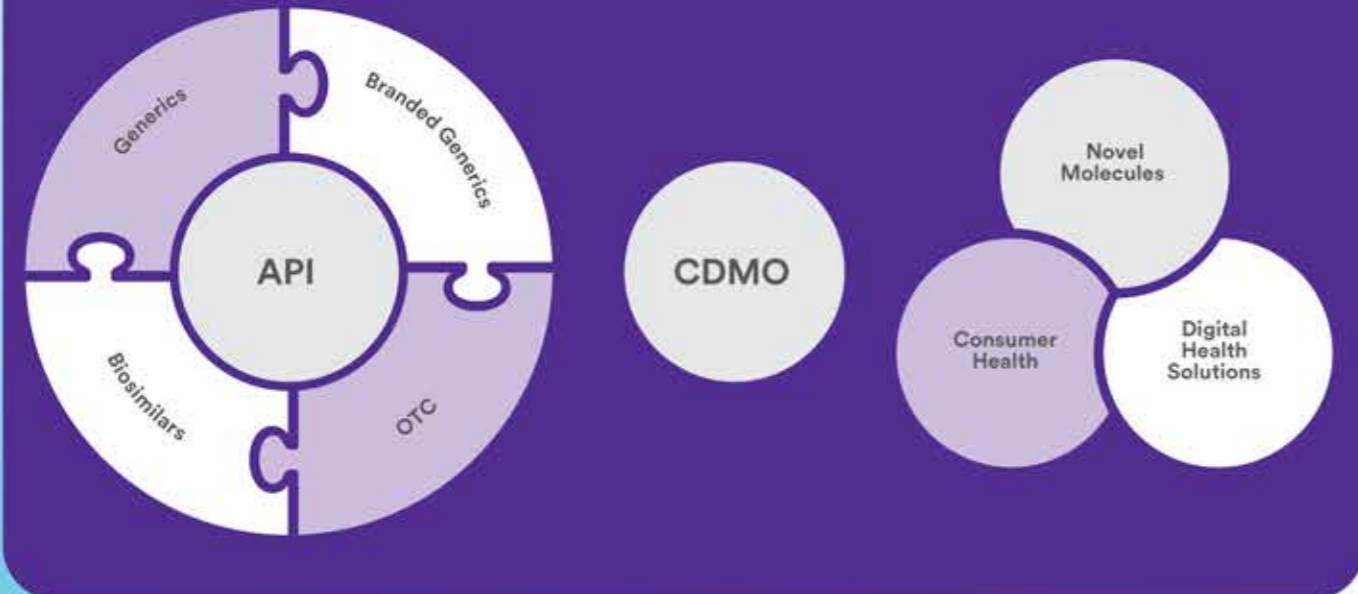 Generics
Branded Generics
API
Biosimilars
OTC
CDMO
Novel
Molecules
Consumer
Health
Digital
Health
Solutions